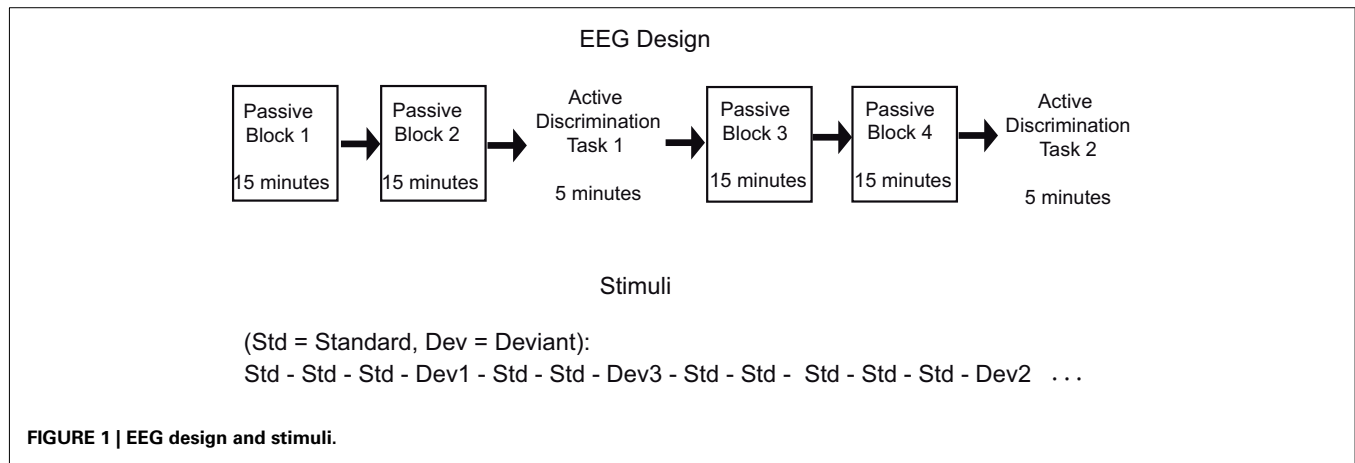 EEG Design
Passive
Block 1
15 minutes
Passive
Block 2
15 minutes
Active
Discrimination
Task 1
5 minutes
Passive
Block 3
15 minutes
Passive
Block 4
15 minutes
Active
Discrimination
Task 2
5 minutes
Stimuli
(Std = Standard, Dev = Deviant):
Std - Std - Std - Dev1 - Std - Std - Dev3 - Std - Std - Std - Std - Std - Dev2 ...
FIGURE 1 | EEG design and stimuli.